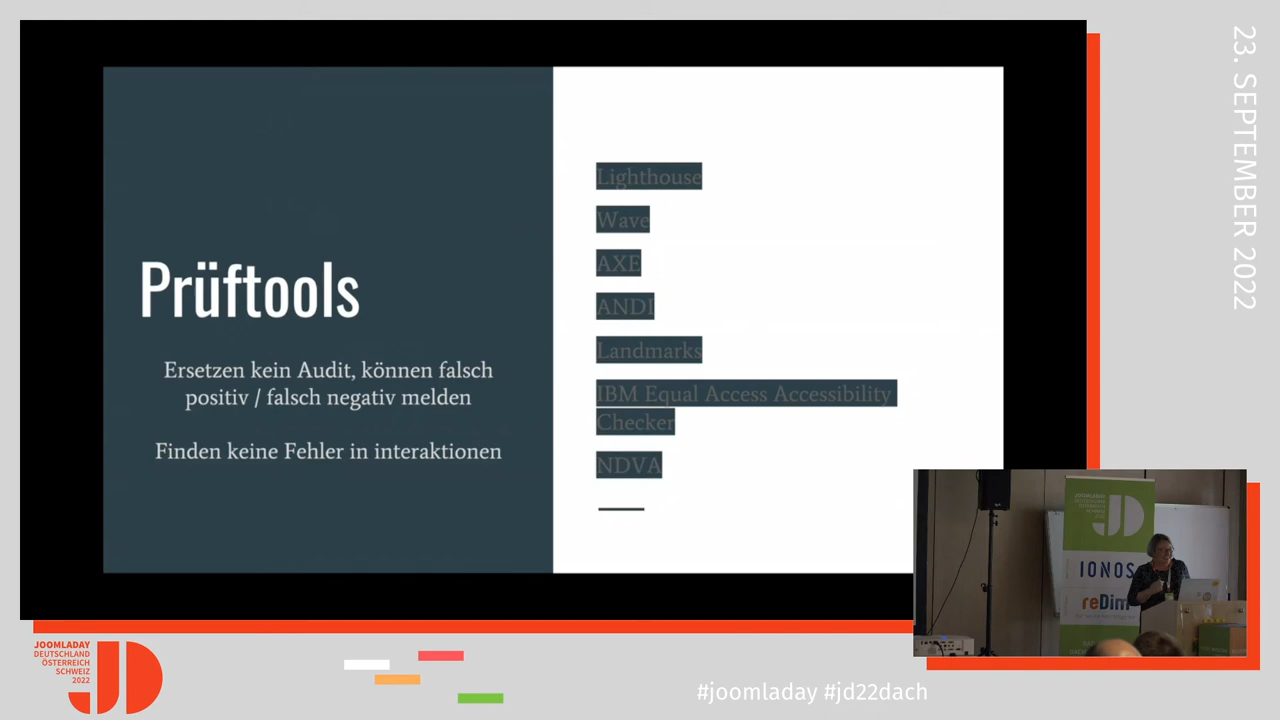 Prüftools
Ersetzen kein Audit, können falsch
positiv / falsch negativ melden
Finden keine Fehler in interaktionen
Lighthouse
Wave
AXE
ANDI
Landmarks
IBM Equal Access Accessibility
Checker
NDVA
23. SEPTEMBER 2022
JD
IONOS
reDim
JOOMLADAY
DEUTSCHLAND
ÖSTERREICH
SCHWEIZ
2022
JD
#joomladay #jd22dach